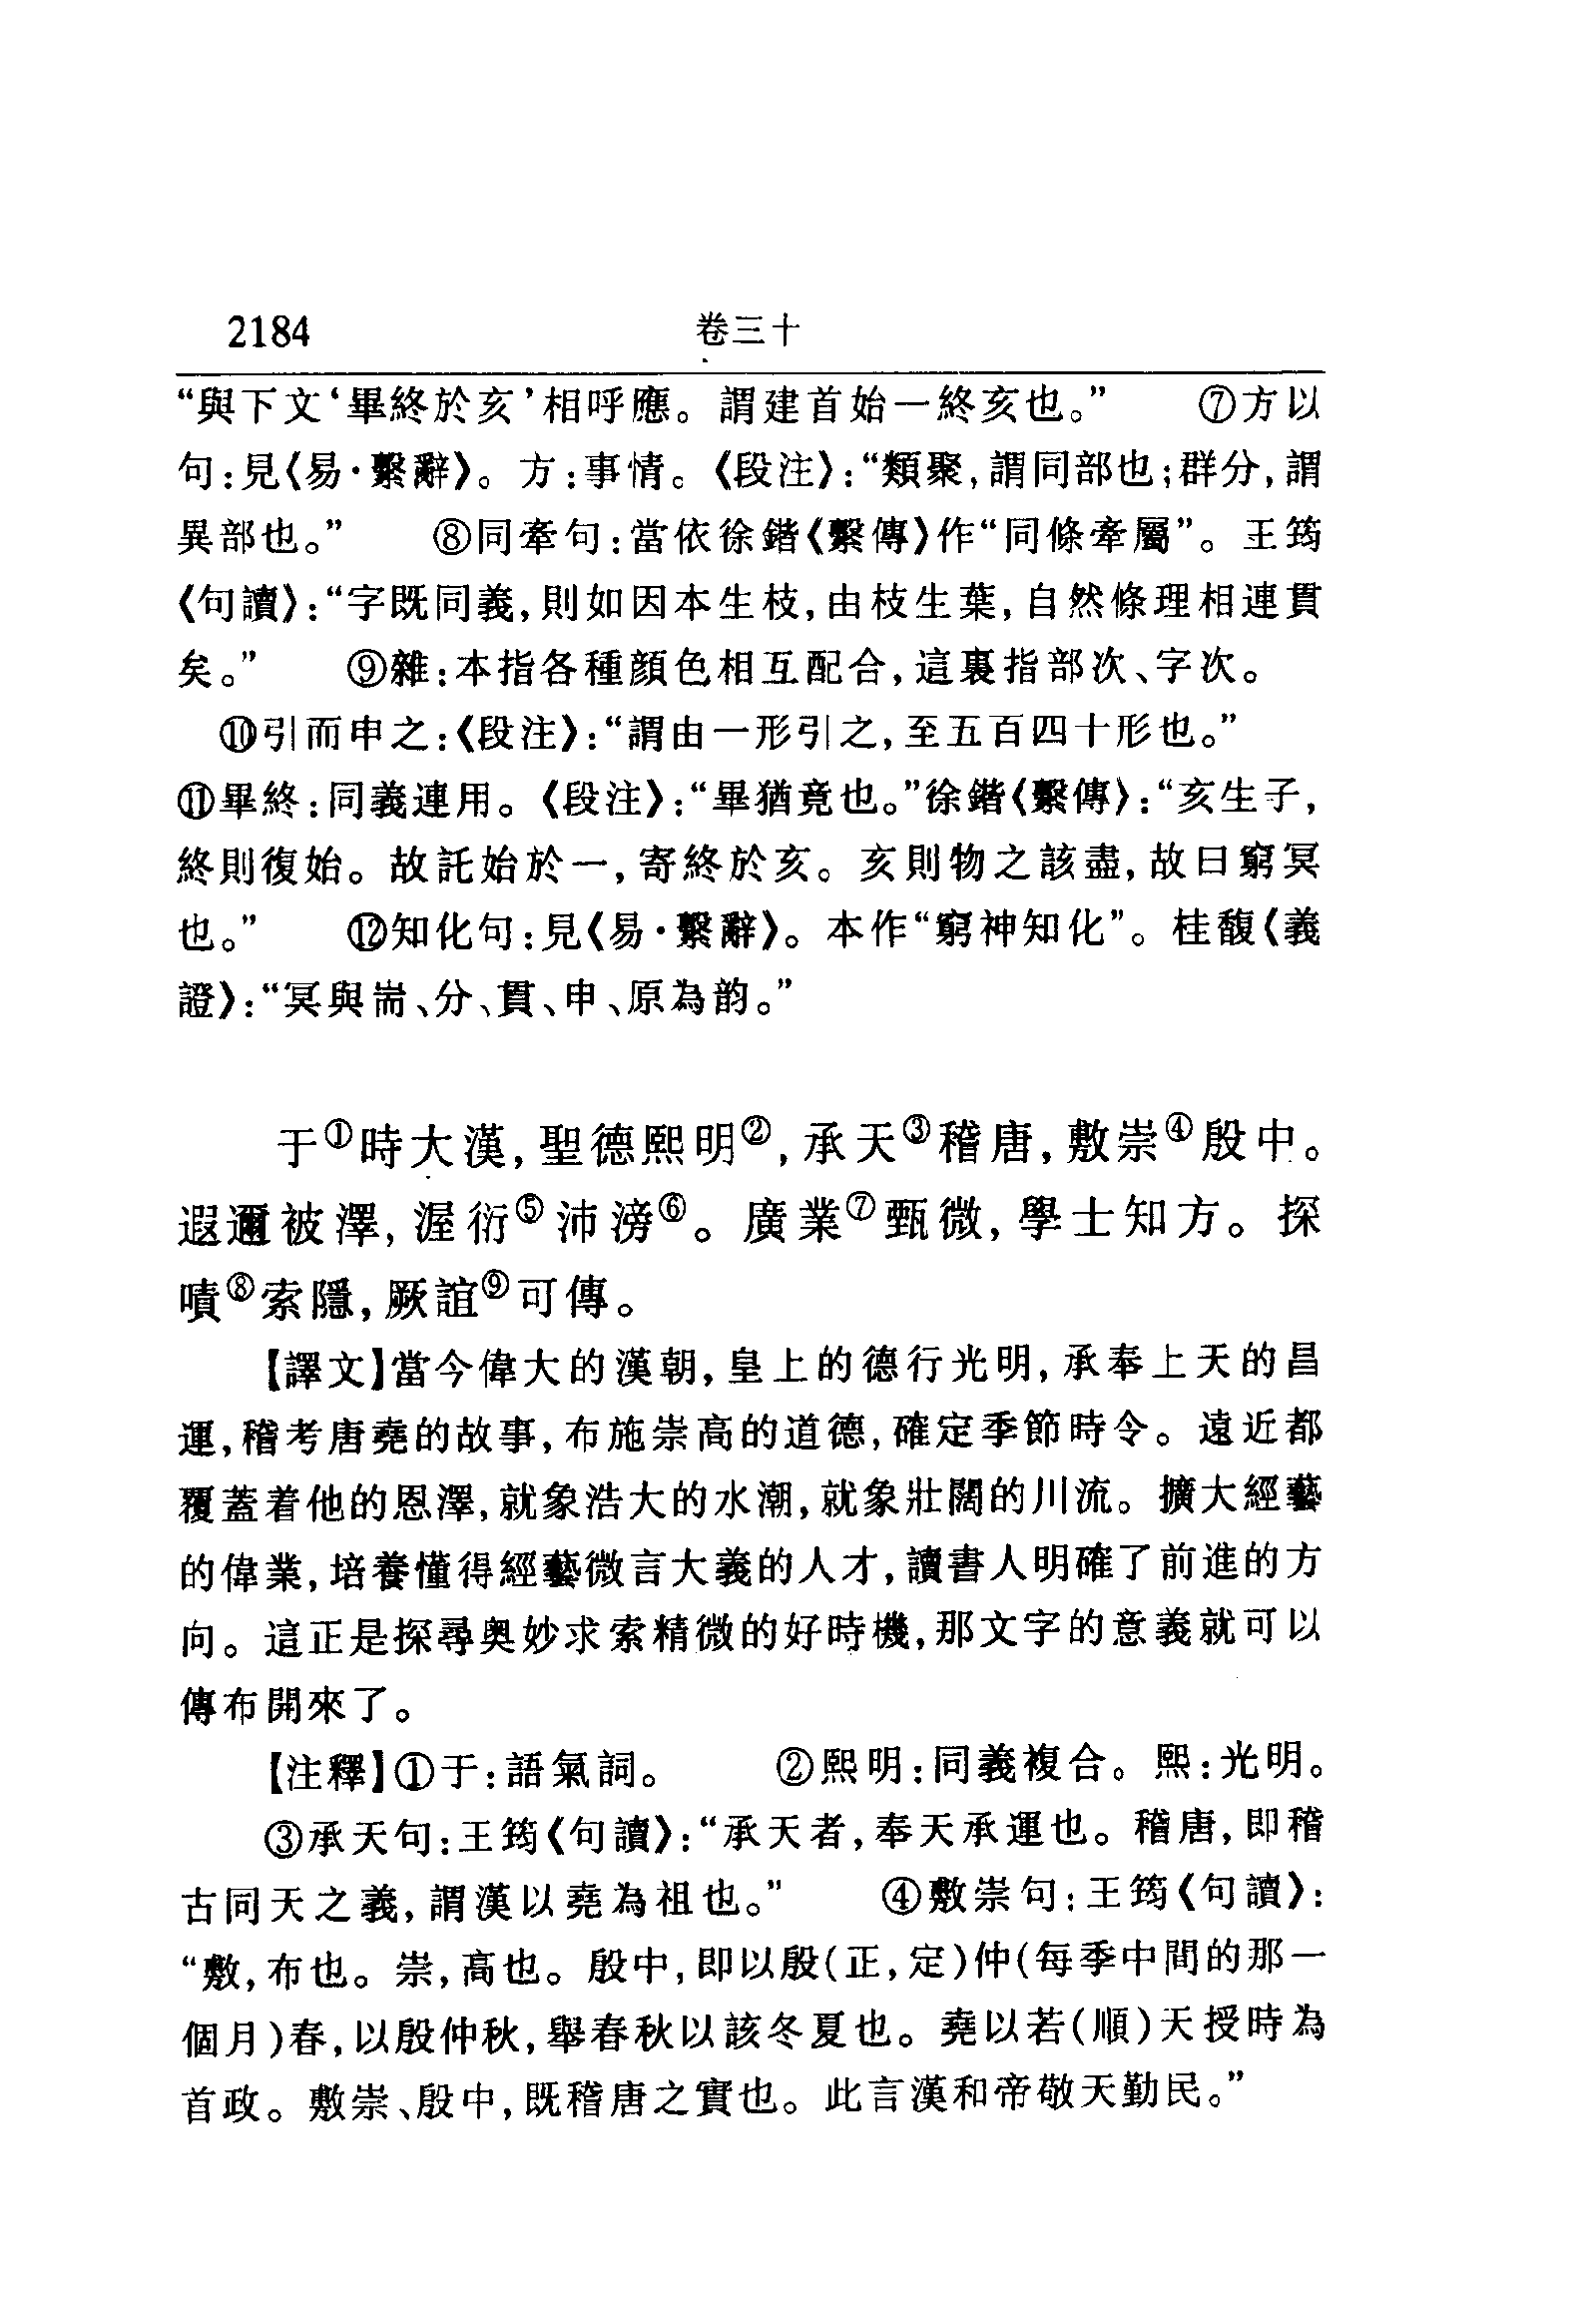 2184 卷三十
“與下文‘畢終於亥’相呼應。謂建首始一終亥也。” ⑦方以
句:見《易·繫辭》。方:事情。《段注》:“類聚,謂同部也;群分,謂
異部也。” ⑧同牽句:當依徐鍇《繫傳》作“同條牽屬”。王筠
《句讀》:“字既同義,則如因本生枝,由枝生葉,自然條理相連貫
矣。” ⑨雜:本指各種顏色相互配合,這裏指部次、字次。
⑩引而申之:《段注》:“謂由一形引之,至五百四十形也。”
⑪畢終:同義連用。《段注》:“畢猶竟也。”徐鍇《繫傳》:“亥生子,
終則復始。故託始於一,寄終於亥。亥則物之該盡,故曰窮冥
也。” ⑫知化句:見《易·繫辭》。本作“窮神知化”。桂馥《義
證》:“冥與耑、分、貫、申、原為韵。”
于①時大漢,聖德熙明②,承天③稽唐,敷崇④殷中。
遐邇被澤,渥衍⑤沛滂⑥。廣業⑦甄微,學士知方。探
嘖⑧索隱,厥誼⑨可傳。
【譯文】當今偉大的漢朝,皇上的德行光明,承奉上天的昌
運,稽考唐堯的故事,布施崇高的道德,確定季節時令。遠近都
覆蓋着他的恩澤,就象浩大的水潮,就象壯闊的川流。擴大經藝
的偉業,培養懂得經藝微言大義的人才,讀書人明確了前進的方
向。這正是探尋奥妙求索精微的好時機,那文字的意義就可以
傳布開來了。
【注釋】①于:語氣詞。 ②熙明:同義複合。熙:光明。
③承天句:王筠《句讀》:“承天者,奉天承運也。稽唐,即稽
古同天之義,謂漢以堯為祖也。” ④敷崇句:王筠《句讀》:
“敷,布也。崇,高也。殷中,即以殷(正,定)仲(每季中間的那一
個月)春,以殷仲秋,舉春秋以該冬夏也。堯以若(順)天授時為
首政。敷崇、殷中,既稽唐之實也。此言漢和帝敬天勤民。”